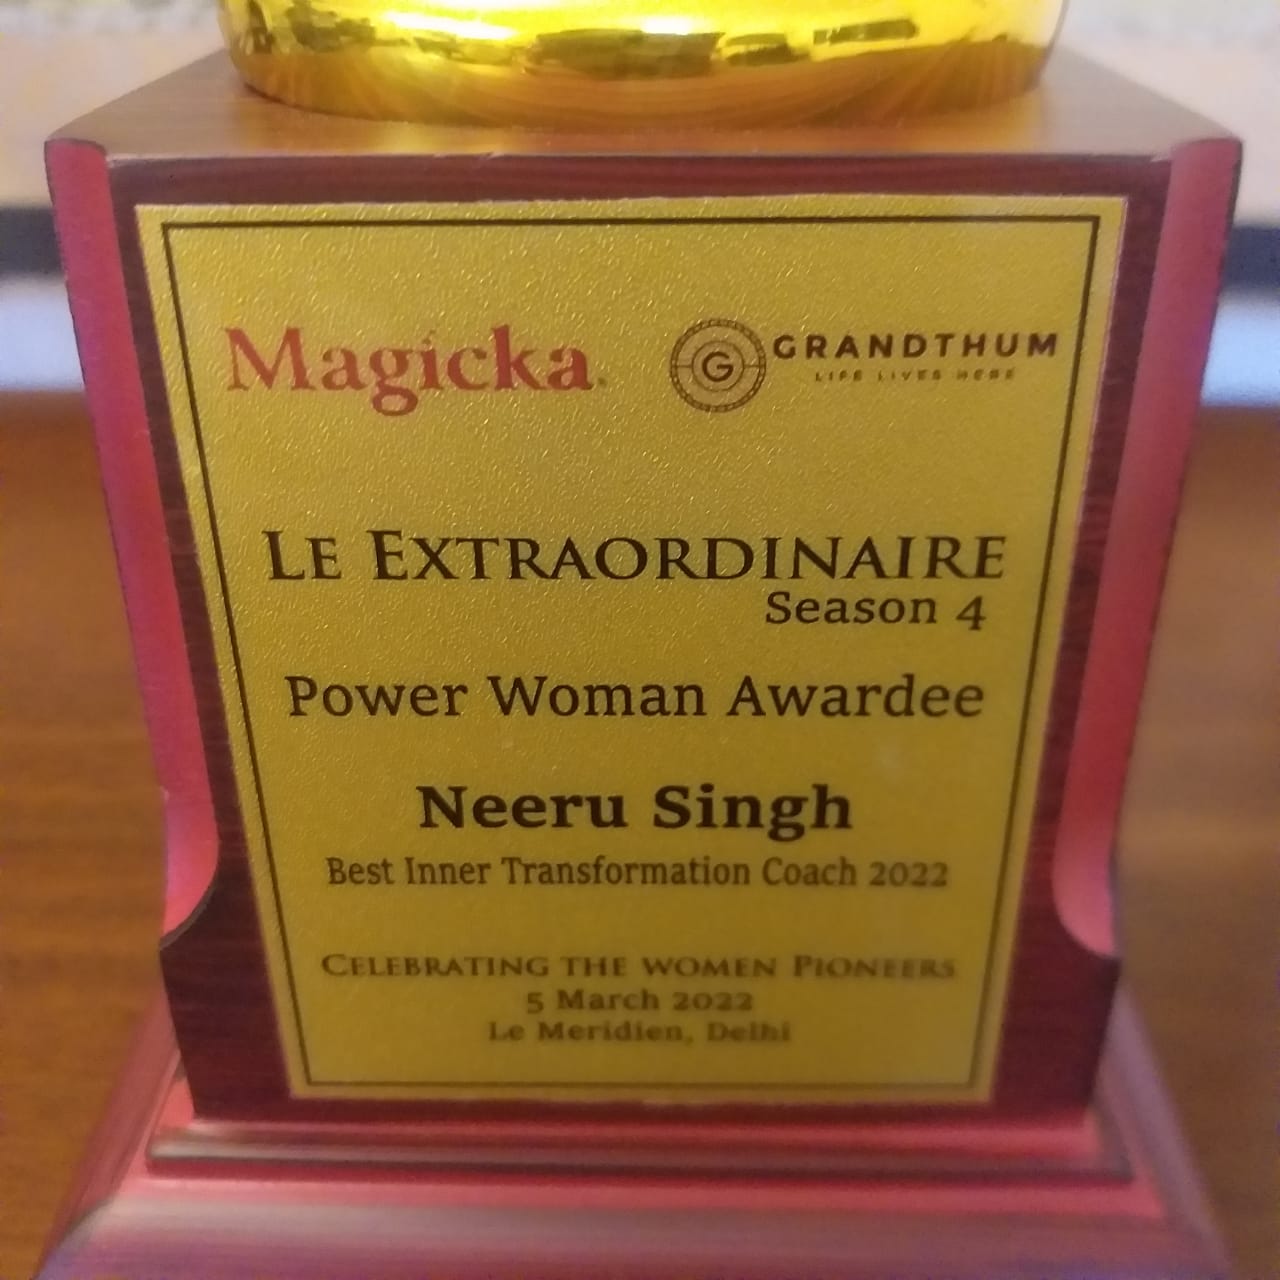 Magicka
G GRANDTHUM
LIFE LIVES HERE
LE EXTRAORDINAIRE
Season 4
Power Woman Awardee
Neeru Singh
Best Inner Transformation Coach 2022
CELEBRATING THE WOMEN PIONEERS
5 March 2022
Le Meridien, Delhi